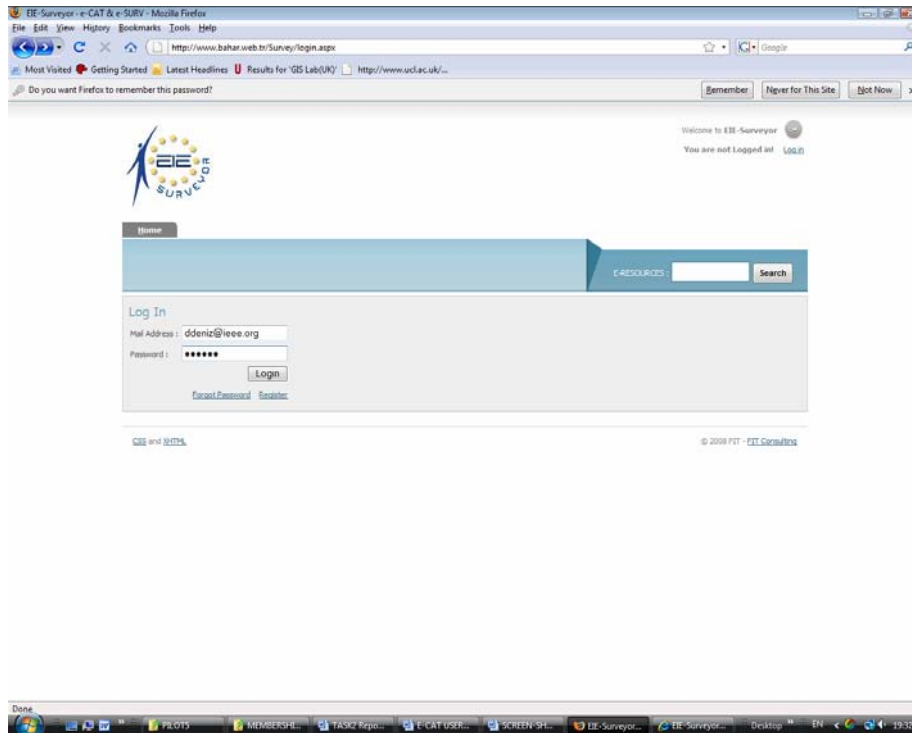 EIE-Surveyor - e-CAT & e-SURV - Mozilla Firefox
File Edit View History Bookmarks Tools Help
http://www.bahar.web.tr/Survey/login.aspx
Google
Most Visited Getting Started Latest Headlines Results for 'GIS Lab(UK)' http://www.ucl.ac.uk/...
Do you want Firefox to remember this password? Remember Never for This Site Not Now
Welcome to EIE-Surveyor
You are not Logged in! Log in
EIE
SURVEYOR
Home
E-RESOURCES : Search
Log In
Mail Address : ddeniz@ieee.org
Password : ••••••
Login
Forgot Password Register
CSS and XHTML © 2008 FIT - FIT Consulting
Done
PILOTS MEMBERSHI... TASK2 Repo... E-CAT USER... SCREEN-SH... EIE-Surveyor... EIE-Surveyor... Desktop EN 19:32